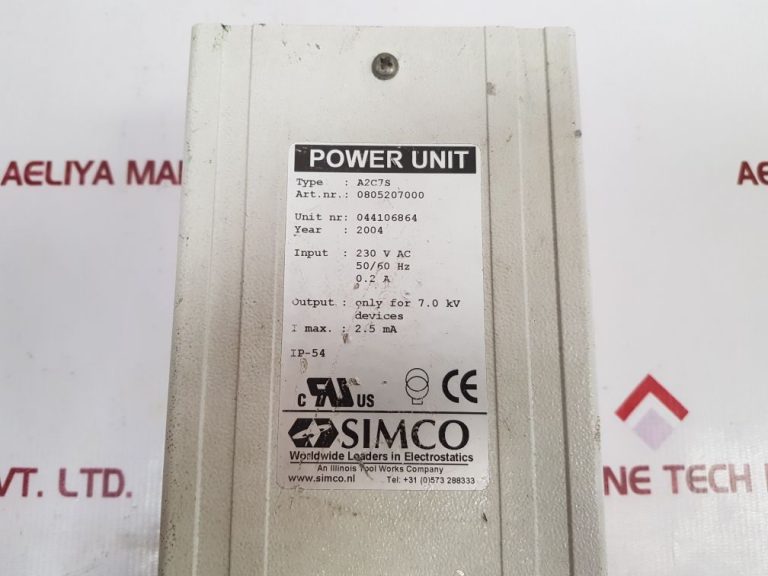 POWER UNIT
Type : A2C7S
Art.nr.: 0805207000
Unit nr: 044106864
Year : 2004
Input : 230 V AC
50/60 Hz
0.2 A
Output : only for 7.0 kV
devices
I max. : 2.5 mA
IP-54
C UR US CE
SIMCO
Worldwide Leaders in Electrostatics
An Illinois Tool Works Company
www.simco.nl Tel: +31 (0)573 288333
AELIYA MAR
VT. LTD.
NE TECH